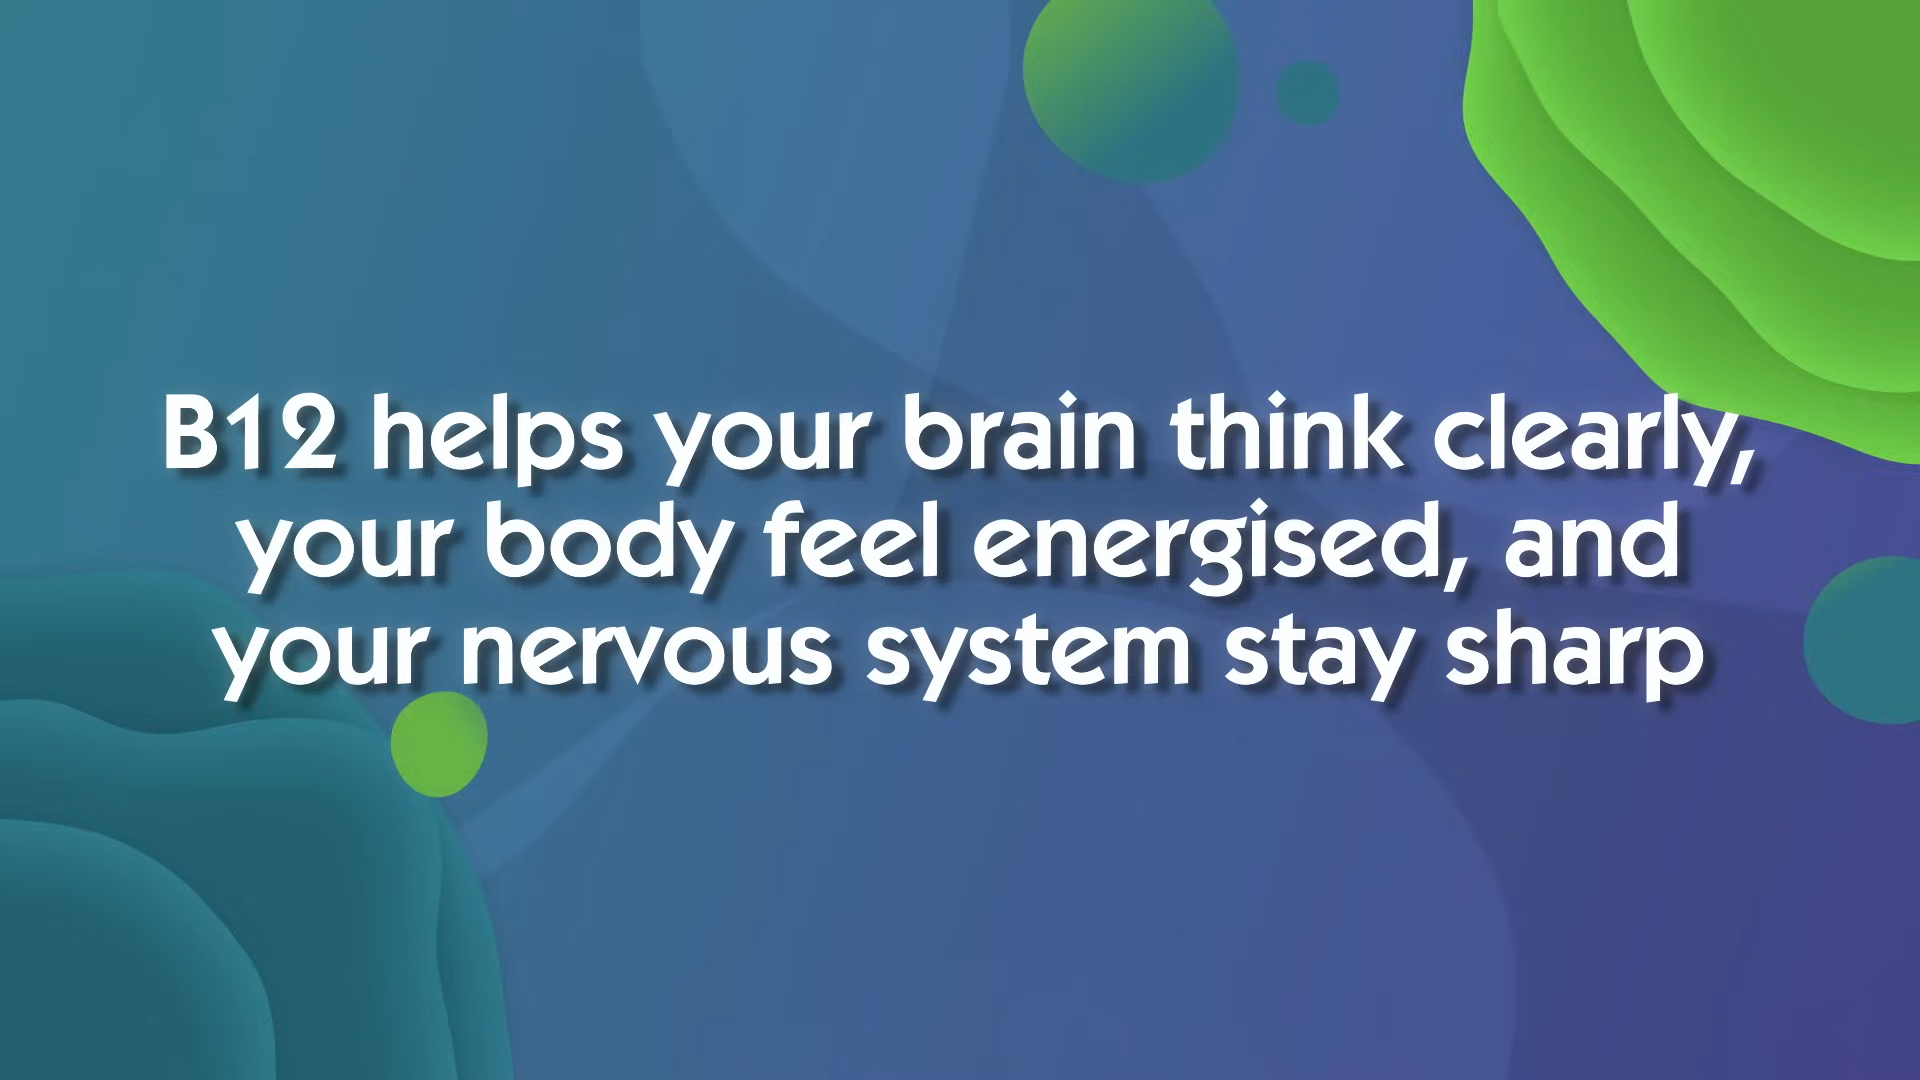 B12 helps your brain think clearly,
your body feel energised, and
your nervous system stay sharp